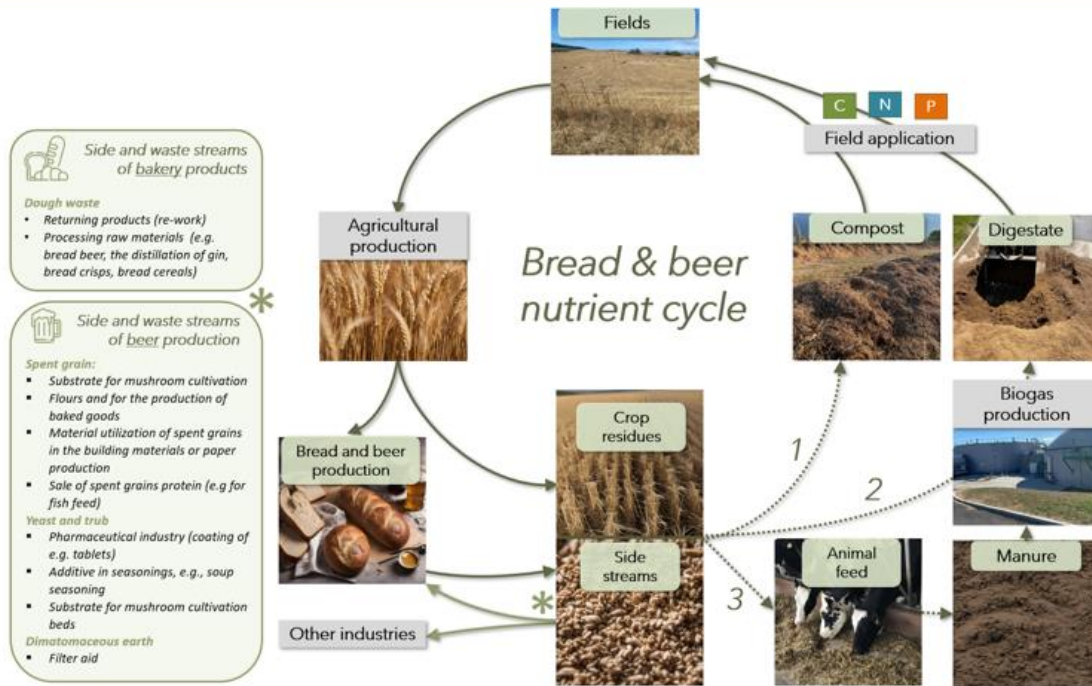 Fields
C N P
Field application
Side and waste streams
of bakery products
Dough waste
• Returning products (re-work)
• Processing raw materials (e.g.
bread beer, the distillation of gin,
bread crisps, bread cereals)
*
Side and waste streams
of beer production
Spent grain:
▪ Substrate for mushroom cultivation
▪ Flours and for the production of
baked goods
▪ Material utilization of spent grains
in the building materials or paper
production
▪ Sale of spent grains protein (e.g for
fish feed)
Yeast and trub
▪ Pharmaceutical industry (coating of
e.g. tablets)
▪ Additive in seasonings, e.g., soup
seasoning
▪ Substrate for mushroom cultivation
beds
Dimatomaceous earth
▪ Filter aid
Agricultural
production
Bread & beer
nutrient cycle
Compost
Digestate
Bread and beer
production
Crop
residues
Biogas
production
1
2
3
Side
streams
*
Other industries
Animal
feed
Manure